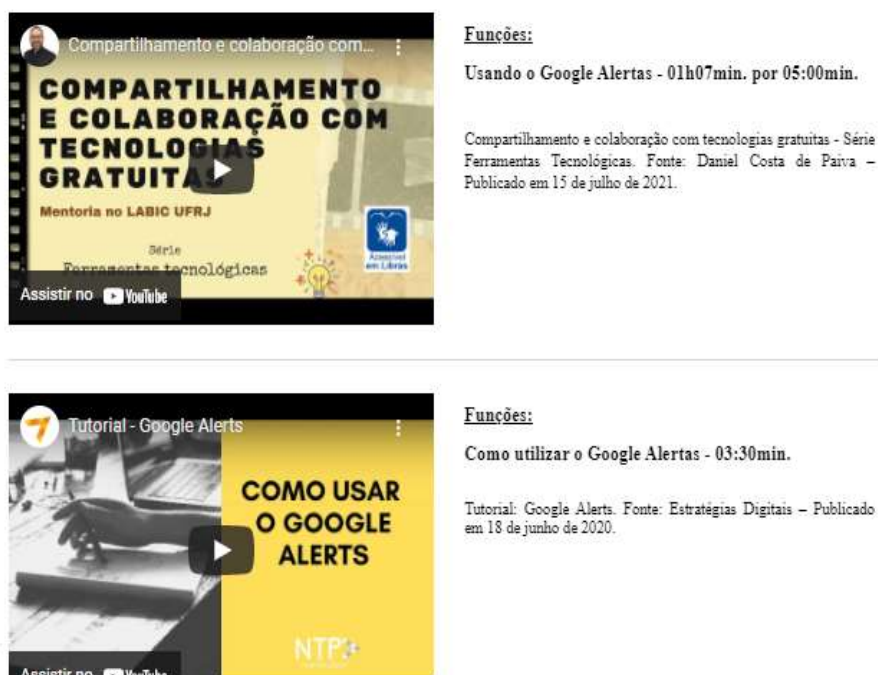 Compartilhamento e colaboração com...
COMPARTILHAMENTO
E COLABORAÇÃO COM
TECNOLOGIAS
GRATUITAS
Mentoria no LABIC UFRJ
Série
Ferramentas tecnológicas
Acessível
em Libras
Assistir no YouTube
Funções:
Usando o Google Alertas - 01h07min. por 05:00min.
Compartilhamento e colaboração com tecnologias gratuitas - Série
Ferramentas Tecnológicas. Fonte: Daniel Costa de Paiva –
Publicado em 15 de julho de 2021.
Tutorial - Google Alerts
COMO USAR
O GOOGLE
ALERTS
NTP
Assistir no YouTube
Funções:
Como utilizar o Google Alertas - 03:30min.
Tutorial: Google Alerts. Fonte: Estratégias Digitais – Publicado
em 18 de junho de 2020.